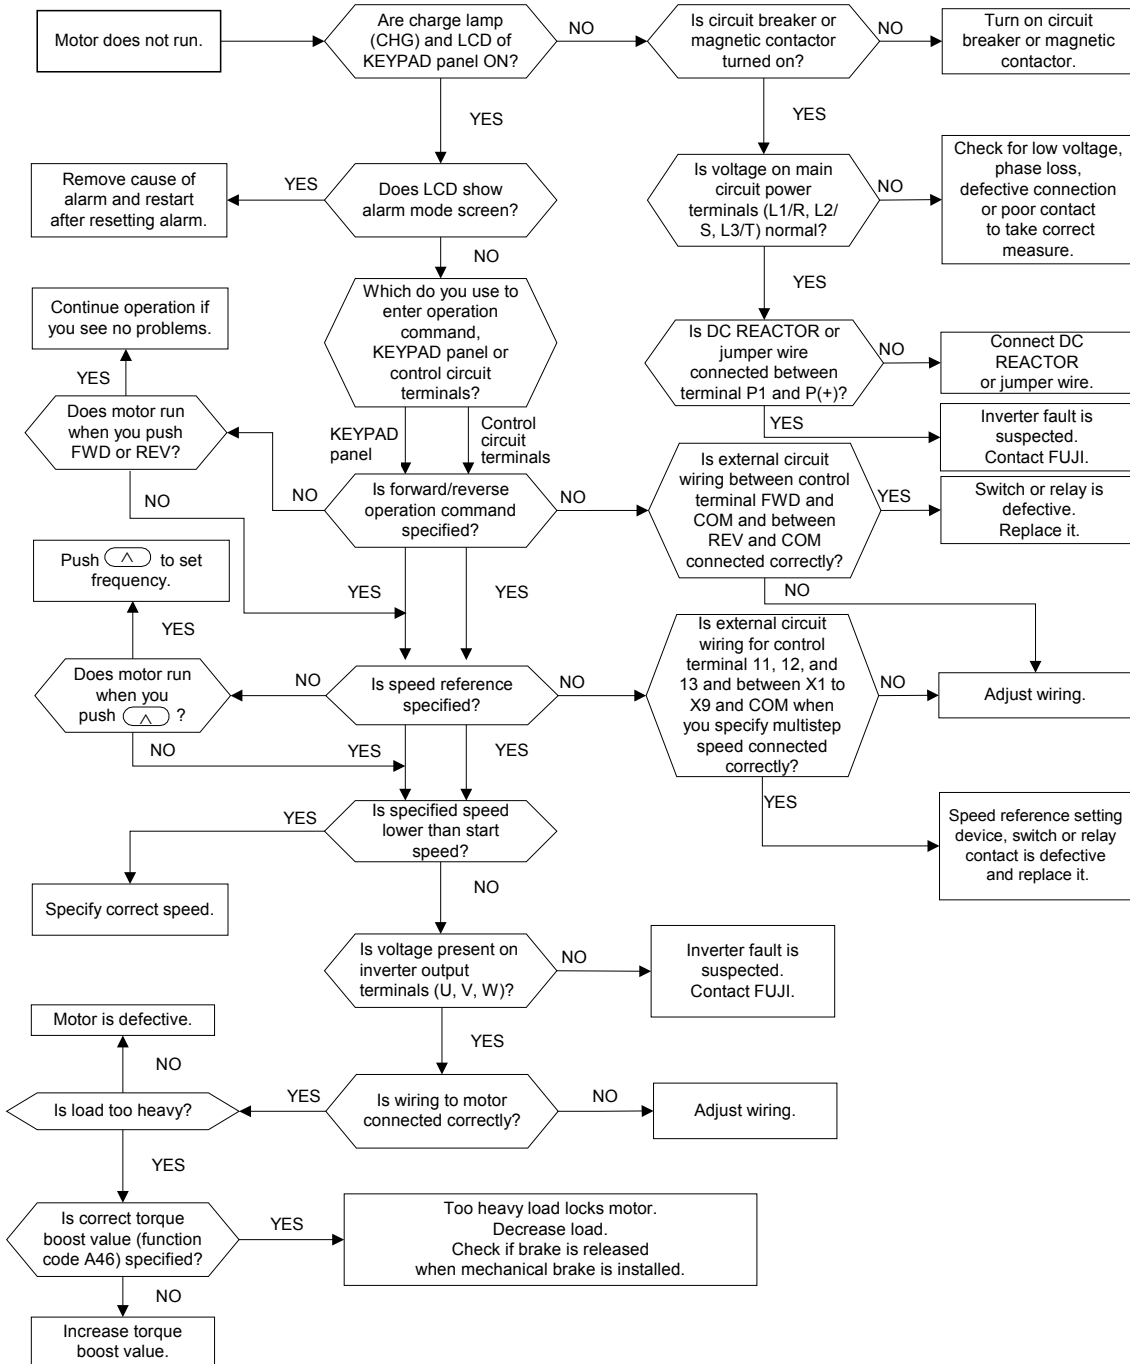 Motor does not run.
Are charge lamp
(CHG) and LCD of
KEYPAD panel ON?
NO
Is circuit breaker or
magnetic contactor
turned on?
NO
Turn on circuit
breaker or magnetic
contactor.
YES
YES
Remove cause of
alarm and restart
after resetting alarm.
YES
Does LCD show
alarm mode screen?
Is voltage on main
circuit power
terminals (L1/R, L2/
S, L3/T) normal?
NO
Check for low voltage,
phase loss,
defective connection
or poor contact
to take correct
measure.
NO
YES
Continue operation if
you see no problems.
Which do you use to
enter operation
command,
KEYPAD panel or
control circuit
terminals?
Is DC REACTOR or
jumper wire
connected between
terminal P1 and P(+)?
NO
Connect DC
REACTOR
or jumper wire.
YES
YES
Inverter fault is
suspected.
Contact FUJI.
Does motor run
when you push
FWD or REV?
KEYPAD
panel
Control
circuit
terminals
NO
NO
Is forward/reverse
operation command
specified?
NO
Is external circuit
wiring between control
terminal FWD and
COM and between
REV and COM
connected correctly?
YES
Switch or relay is
defective.
Replace it.
Push ^ to set
frequency.
YES
YES
NO
YES
Does motor run
when you
push ^ ?
NO
Is speed reference
specified?
NO
Is external circuit
wiring for control
terminal 11, 12, and
13 and between X1 to
X9 and COM when
you specify multistep
speed connected
correctly?
NO
Adjust wiring.
NO
YES
YES
YES
YES
Is specified speed
lower than start
speed?
Speed reference setting
device, switch or relay
contact is defective
and replace it.
Specify correct speed.
NO
Is voltage present on
inverter output
terminals (U, V, W)?
NO
Inverter fault is
suspected.
Contact FUJI.
Motor is defective.
YES
NO
Is load too heavy?
YES
Is wiring to motor
connected correctly?
NO
Adjust wiring.
YES
Is correct torque
boost value (function
code A46) specified?
YES
Too heavy load locks motor.
Decrease load.
Check if brake is released
when mechanical brake is installed.
NO
Increase torque
boost value.